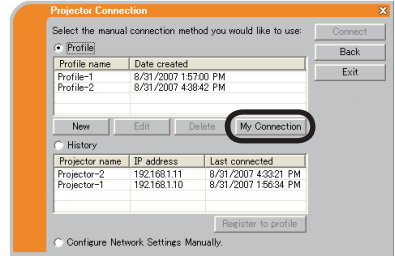 Projector Connection X
Select the manual connection method you would like to use: Connect
Profile Back
Profile name Date created Exit
Profile-1 8/31/2007 1:57:00 PM
Profile-2 8/31/2007 4:38:42 PM
New Edit Delete My Connection
History
Projector name IP address Last connected
Projector-2 192.168.1.11 8/31/2007 4:33:21 PM
Projector-1 192.168.1.10 8/31/2007 1:56:34 PM
Register to profile
Configure Network Settings Manually.